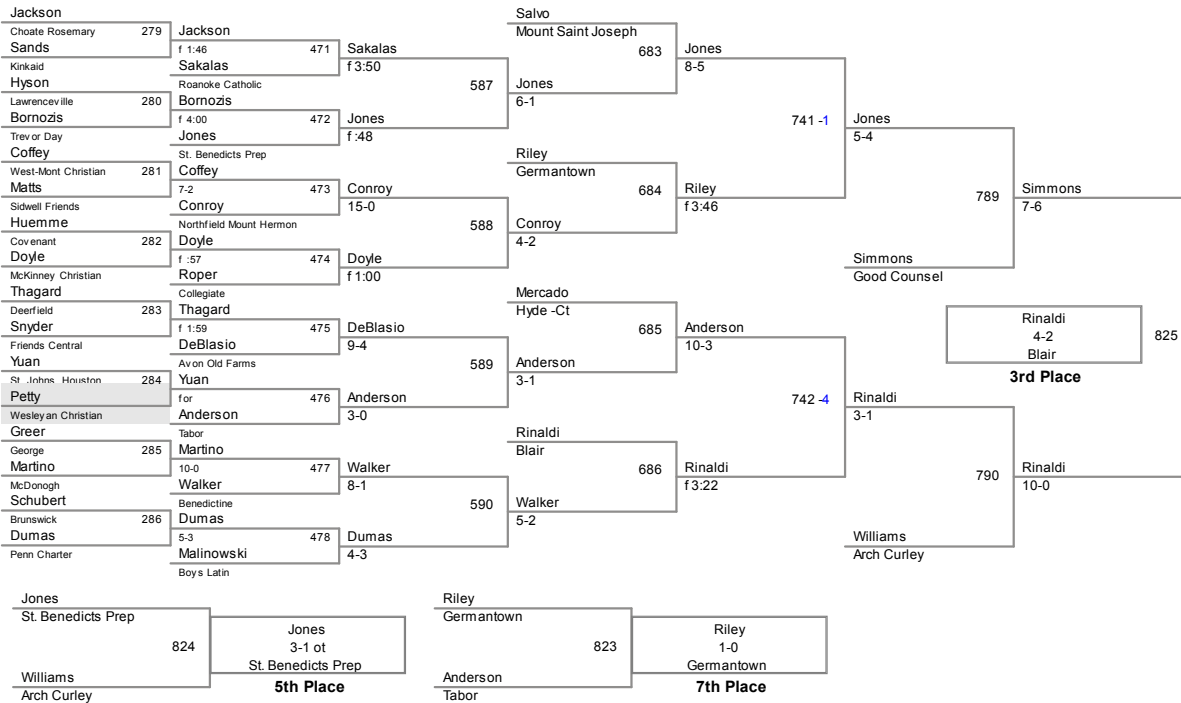 Jackson
Choate Rosemary 279
Sands
Kinkaid
Hyson
Lawrenceville 280
Bornozis
Trevor Day
Coffey
West-Mont Christian 281
Matts
Sidwell Friends
Huemme
Covenant 282
Doyle
McKinney Christian
Thagard
Deerfield 283
Snyder
Friends Central
Yuan
St. Johns, Houston 284
Petty
Wesleyan Christian
Greer
George 285
Martino
McDonogh
Schubert
Brunswick 286
Dumas
Penn Charter
Jackson
f 1:46 471
Sakalas
Roanoke Catholic
Bornozis
f 4:00 472
Jones
St. Benedicts Prep
Coffey
7-2 473
Conroy
Northfield Mount Hermon
Doyle
f :57 474
Roper
Collegiate
Thagard
f 1:59 475
DeBlasio
Avon Old Farms
Yuan
for 476
Anderson
Tabor
Martino
10-0 477
Walker
Benedictine
Dumas
5-3 478
Malinowski
Boys Latin
Sakalas
f 3:50
587
Jones
f :48
Conroy
15-0
588
Doyle
f 1:00
DeBlasio
9-4
589
Anderson
3-0
Walker
8-1
590
Dumas
4-3
Salvo
Mount Saint Joseph
683
Jones
6-1
Riley
Germantown
684
Conroy
4-2
Mercado
Hyde -Ct
685
Anderson
3-1
Rinaldi
Blair
686
Walker
5-2
Jones
8-5
741 -1
Riley
f 3:46
Anderson
10-3
742 -4
Rinaldi
f 3:22
Jones
5-4
789
Simmons
Good Counsel
Rinaldi
3-1
790
Williams
Arch Curley
Simmons
7-6
Rinaldi
4-2
Blair
825
3rd Place
Rinaldi
10-0
Jones
St. Benedicts Prep
824
Williams
Arch Curley
Jones
3-1 ot
St. Benedicts Prep
5th Place
Riley
Germantown
823
Anderson
Tabor
Riley
1-0
Germantown
7th Place